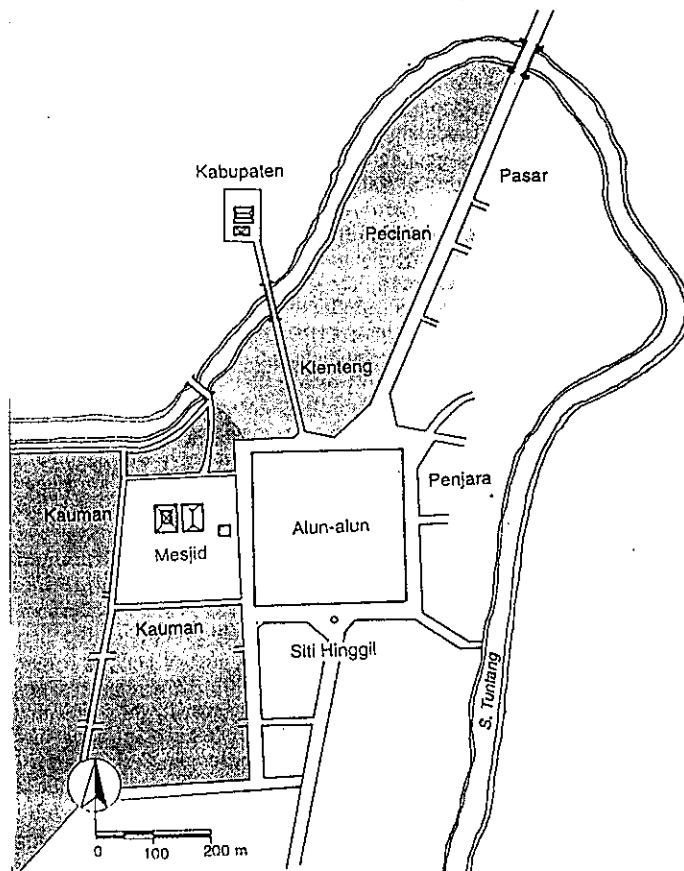 Kabupaten
Pasar
Pecinan
Klenteng
Kauman
Penjara
Alun-alun
Mesjid
Kauman
Siti Hinggil
S. Tuntang
0 100 200 m